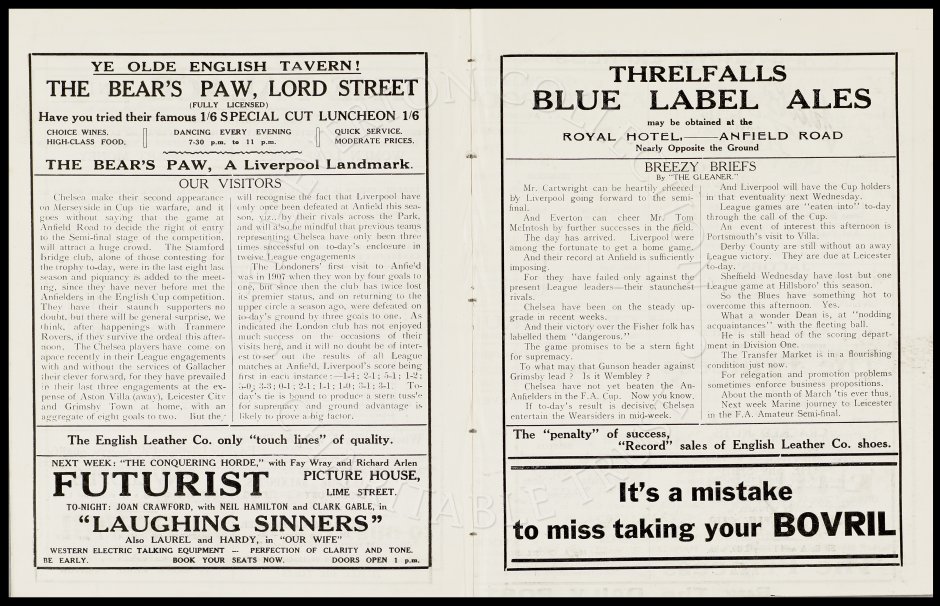 YE OLDE ENGLISH TAVERN!
THE BEAR'S PAW, LORD STREET
(FULLY LICENSED)
Have you tried their famous 1/6 SPECIAL CUT LUNCHEON 1/6
CHOICE WINES.
HIGH-CLASS FOOD.
DANCING EVERY EVENING
7-30 p.m. to 11 p.m.
QUICK SERVICE.
MODERATE PRICES.
THE BEAR'S PAW, A Liverpool Landmark.
OUR VISITORS
Chelsea make their second appearance
on Merseyside in Cup tie warfare, and it
goes without saying that the game at
Anfield Road to decide the right of entry
to the Semi-final stage of the competition,
will attract a huge crowd. The Stamford
bridge club, alone of those contesting for
the trophy to-day, were in the last eight last
season and piquancy is added to the meet-
ing, since they have never before met the
Anfielders in the English Cup competition.
They have their staunch supporters no
doubt, but there will be general surprise, we
think, after happenings with Tranmere
Rovers, if they survive the ordeal this after-
noon. The Chelsea players have come on
apace recently in their League engagements
with and without the services of Gallacher
their clever forward, for they have prevailed
in their last three engagements at the ex-
pense of Aston Villa (away), Leicester City
and Grimsby Town at home, with an
aggregate of eight goals to two. But the
will recognise the fact that Liverpool have
only once been defeated at Anfield this sea-
son, viz., by their rivals across the Park,
and will also be mindful that previous teams
representing Chelsea have only been three
times successful on to-day's enclosure in
twelve League engagements
The Londoners' first visit to Anfield
was in 1907 when they won by four goals to
one, but since then the club has twice lost
its premier status, and on returning to the
upper circle a season ago, were defeated on
to-day's ground by three goals to one. As
indicated the London club has not enjoyed
much success on the occasions of their
visits here, and it will no doubt be of inter-
est to set out the results of all League
matches at Anfield, Liverpool's score being
first in each instance:—1-4; 2-1; 5-1; 1-2;
3-3; 0-1; 2-1; 1-1; 1-0; 3-1; 3-1. To-
day's tie is bound to produce a stern tussle
for supremacy and ground advantage is
likely to prove a big factor.
The English Leather Co. only "touch lines" of quality.
NEXT WEEK: "THE CONQUERING HORDE," with Fay Wray and Richard Arlen
FUTURIST PICTURE HOUSE,
LIME STREET.
TO-NIGHT: JOAN CRAWFORD, with NEIL HAMILTON and CLARK GABLE, in
"LAUGHING SINNERS"
Also LAUREL and HARDY, in "OUR WIFE"
WESTERN ELECTRIC TALKING EQUIPMENT — PERFECTION OF CLARITY AND TONE.
BE EARLY. BOOK YOUR SEATS NOW. DOORS OPEN 1 p.m.
THRELFALLS
BLUE LABEL ALES
may be obtained at the
ROYAL HOTEL,——ANFIELD ROAD
Nearly Opposite the Ground
BREEZY BRIEFS
By "THE GLEANER."
Mr. Cartwright can be heartily cheered
by Liverpool going forward to the semi-
final.
And Everton can cheer Mr. Tom
McIntosh by further successes in the field.
The day has arrived. Liverpool were
among the fortunate to get a home game.
And their record at Anfield is sufficiently
imposing.
For they have failed only against the
present League leaders—their staunchest
rivals.
Chelsea have been on the steady up-
grade in recent weeks.
And their victory over the Fisher folk has
labelled them "dangerous."
The game promises to be a stern fight
for supremacy.
To what may that Gunson header against
Grimsby lead? Is it Wembley?
Chelsea have not yet beaten the An-
Anfielders in the F.A. Cup. Now you know.
If to-day's result is decisive, Chelsea
entertain the Wearsiders in mid-week.
And Liverpool will have the Cup holders
in that eventuality next Wednesday.
League games are "eaten into" to-day
through the call of the Cup.
An event of interest this afternoon is
Portsmouth's visit to Villa.
Derby County are still without an away
League victory. They are due at Leicester
to-day.
Sheffield Wednesday have lost but one
League game at Hillsboro' this season.
So the Blues have something hot to
overcome this afternoon. Yes.
What a wonder Dean is, at "nodding
acquaintances" with the fleeting ball.
He is still head of the scoring depart-
ment in Division One.
The Transfer Market is in a flourishing
condition just now.
For relegation and promotion problems
sometimes enforce business propositions.
About the month of March 'tis ever thus.
Next week Marine journey to Leicester
in the F.A. Amateur Semi-final.
The "penalty" of success,
"Record" sales of English Leather Co. shoes.
It's a mistake
to miss taking your BOVRIL